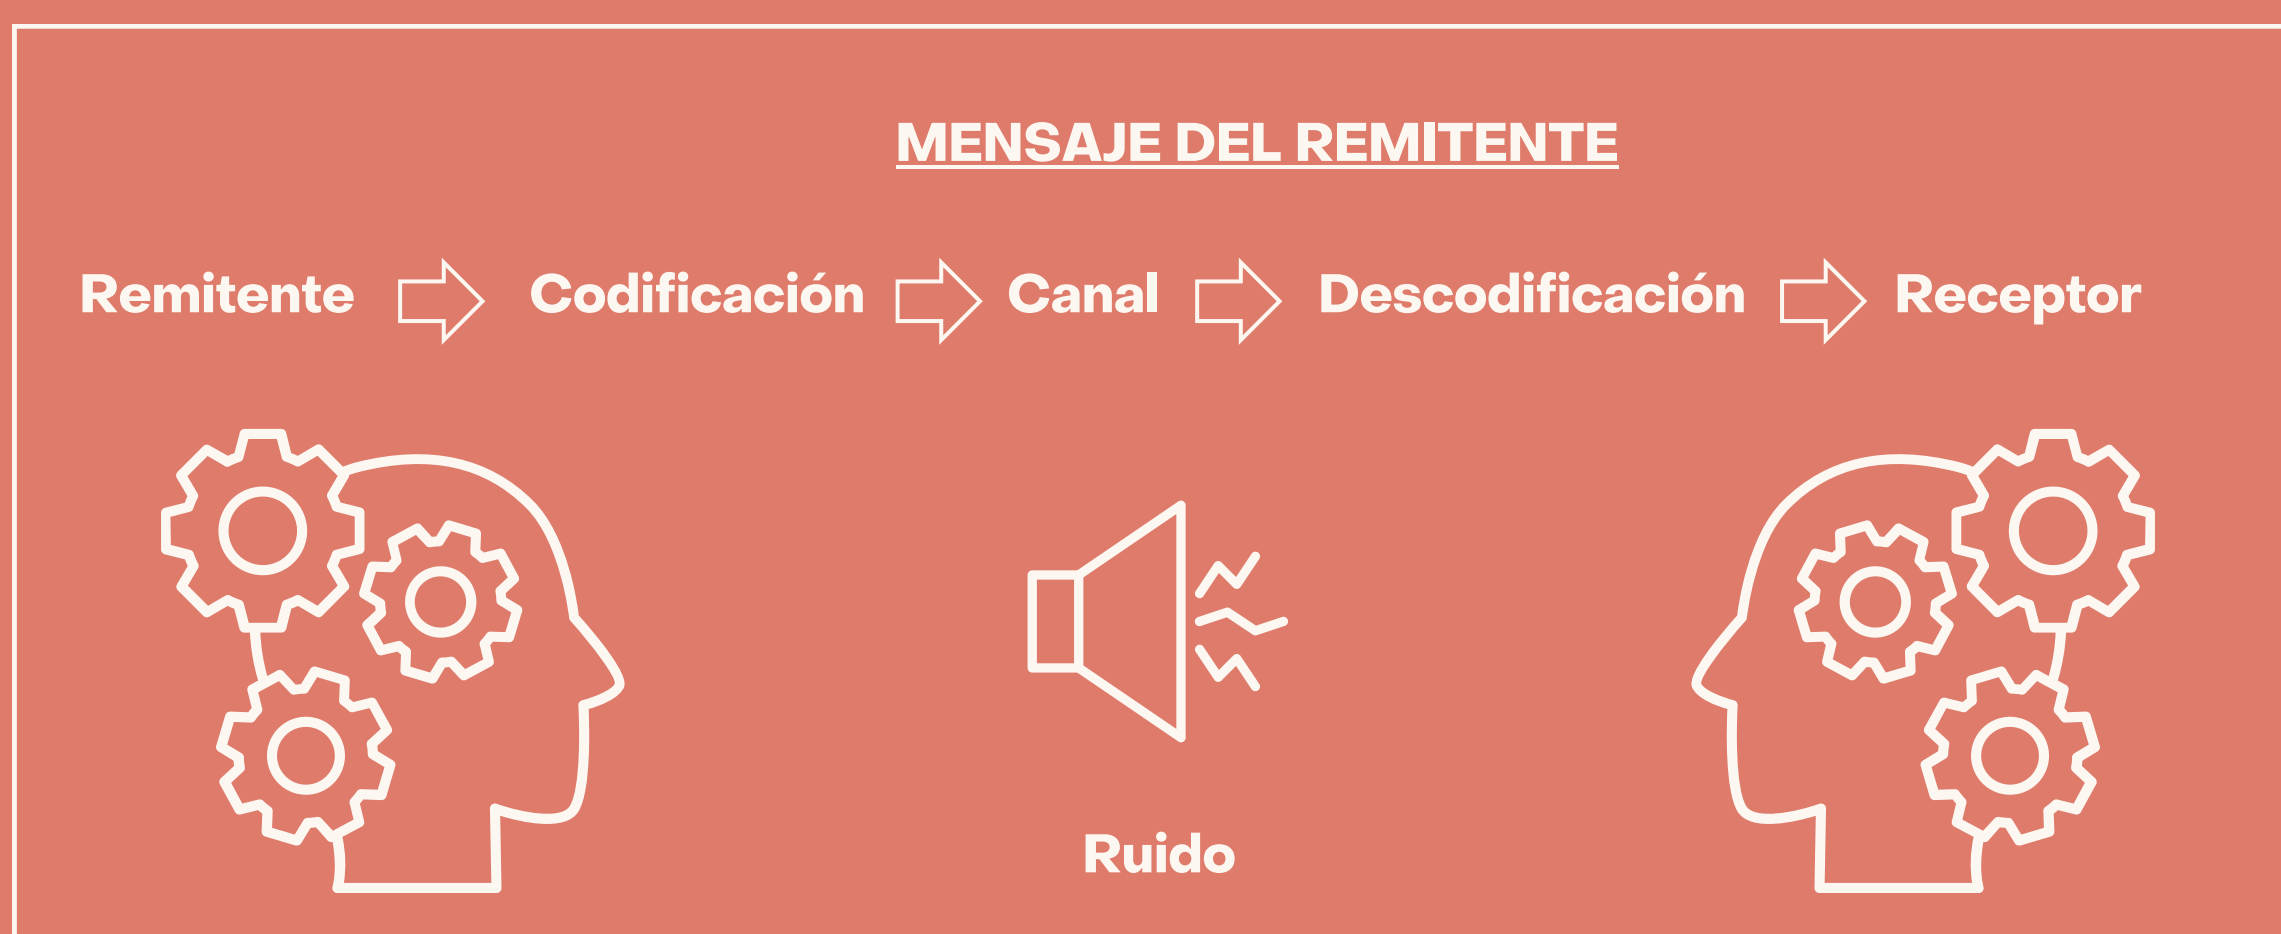 MENSAJE DEL REMITENTE
Remitente Codificación Canal Descodificación Receptor
Ruido